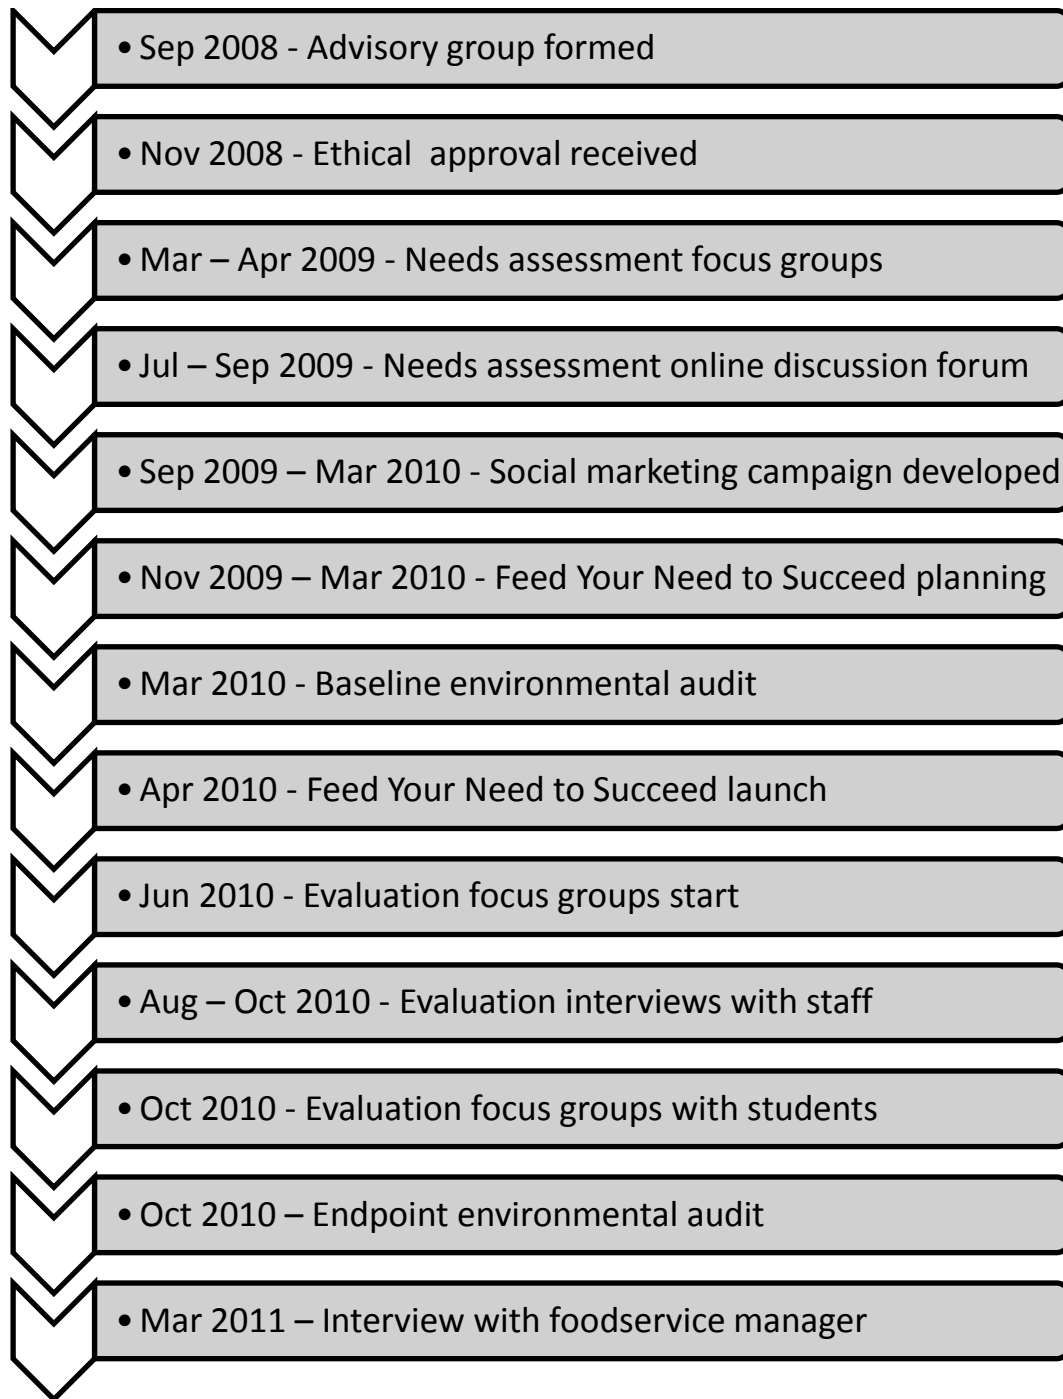 • Sep 2008 - Advisory group formed
• Nov 2008 - Ethical  approval received
• Mar – Apr 2009 - Needs assessment focus groups
• Jul – Sep 2009 - Needs assessment online discussion forum
• Sep 2009 – Mar 2010 - Social marketing campaign developed
• Nov 2009 – Mar 2010 - Feed Your Need to Succeed planning
• Mar 2010 - Baseline environmental audit
• Apr 2010 - Feed Your Need to Succeed launch
• Jun 2010 - Evaluation focus groups start
• Aug – Oct 2010 - Evaluation interviews with staff
• Oct 2010 - Evaluation focus groups with students
• Oct 2010 – Endpoint environmental audit
• Mar 2011 – Interview with foodservice manager